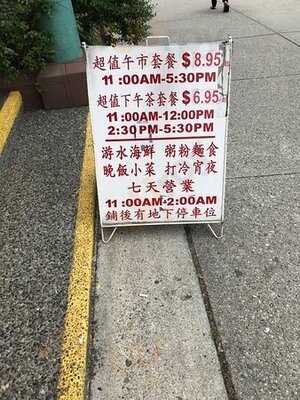 超值午市套餐 $8.95
11:00AM-5:30PM
超值下午茶套餐 $6.95
11:00AM-12:00PM
2:30PM-5:30PM
游水海鮮 粥粉麵食
晚飯小菜 打冷宵夜
七天營業
11:00AM-2:00AM
鋪後有地下停車位